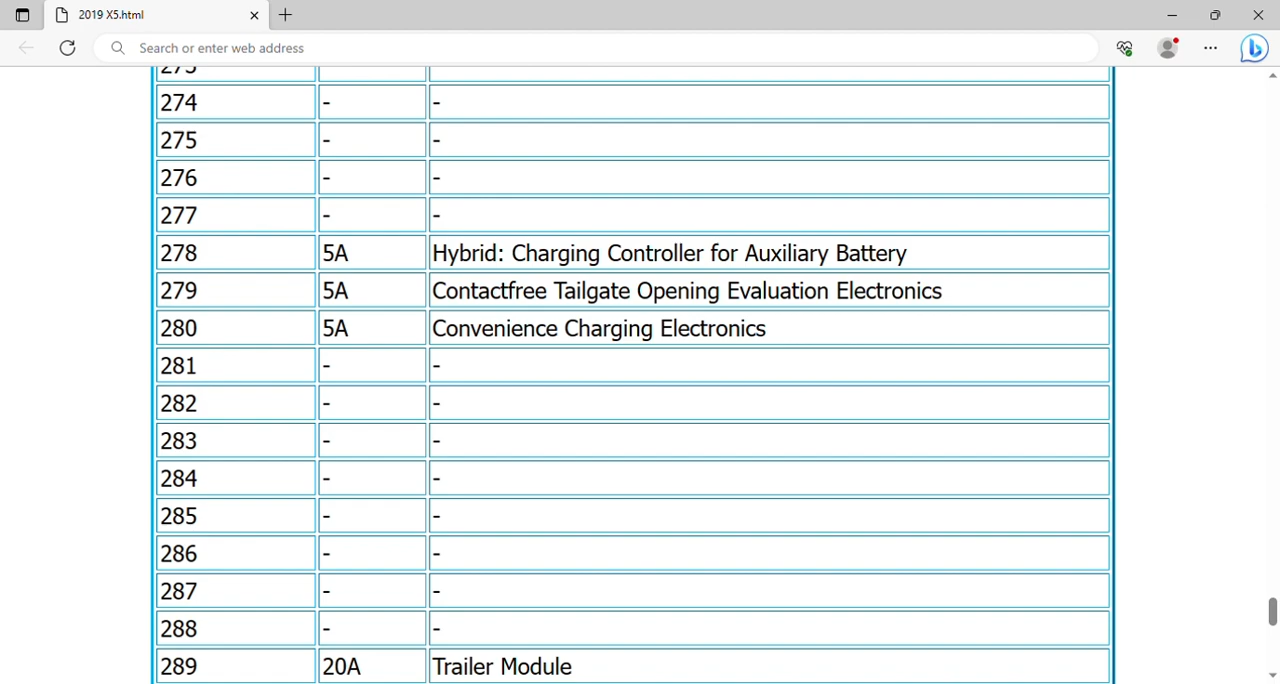 2019 X5.html
Search or enter web address
273
274 - -
275 - -
276 - -
277 - -
278 5A Hybrid: Charging Controller for Auxiliary Battery
279 5A Contactfree Tailgate Opening Evaluation Electronics
280 5A Convenience Charging Electronics
281 - -
282 - -
283 - -
284 - -
285 - -
286 - -
287 - -
288 - -
289 20A Trailer Module